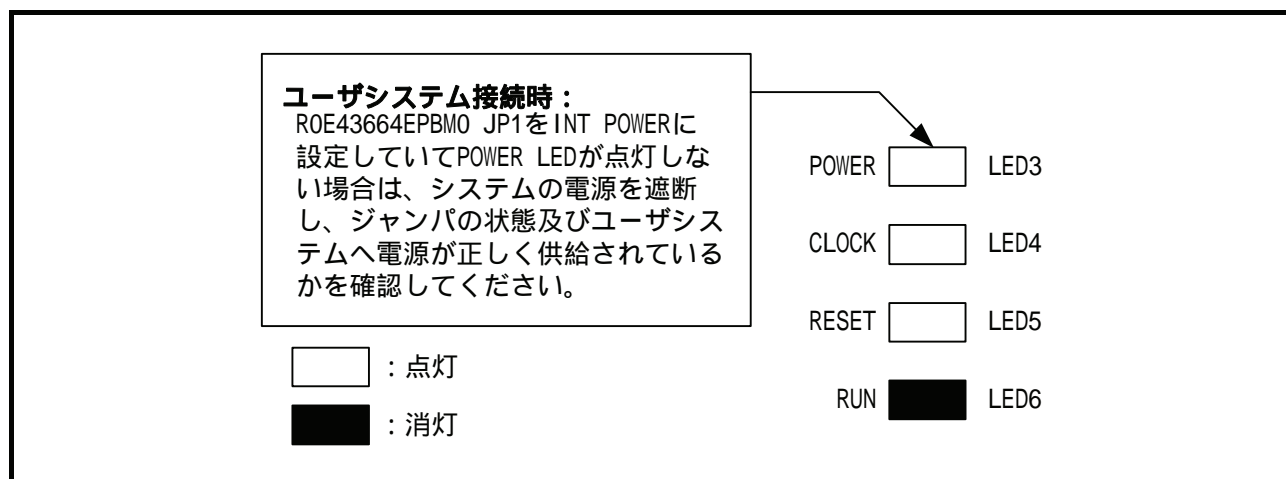 ユーザシステム接続時：
R0E43664EPBM0 JP1をINT POWERに
設定していてPOWER LEDが点灯しな
い場合は、システムの電源を遮断
し、ジャンパの状態及びユーザシス
テムへ電源が正しく供給されている
かを確認してください。
POWER LED3
CLOCK LED4
RESET LED5
RUN LED6
：点灯
：消灯